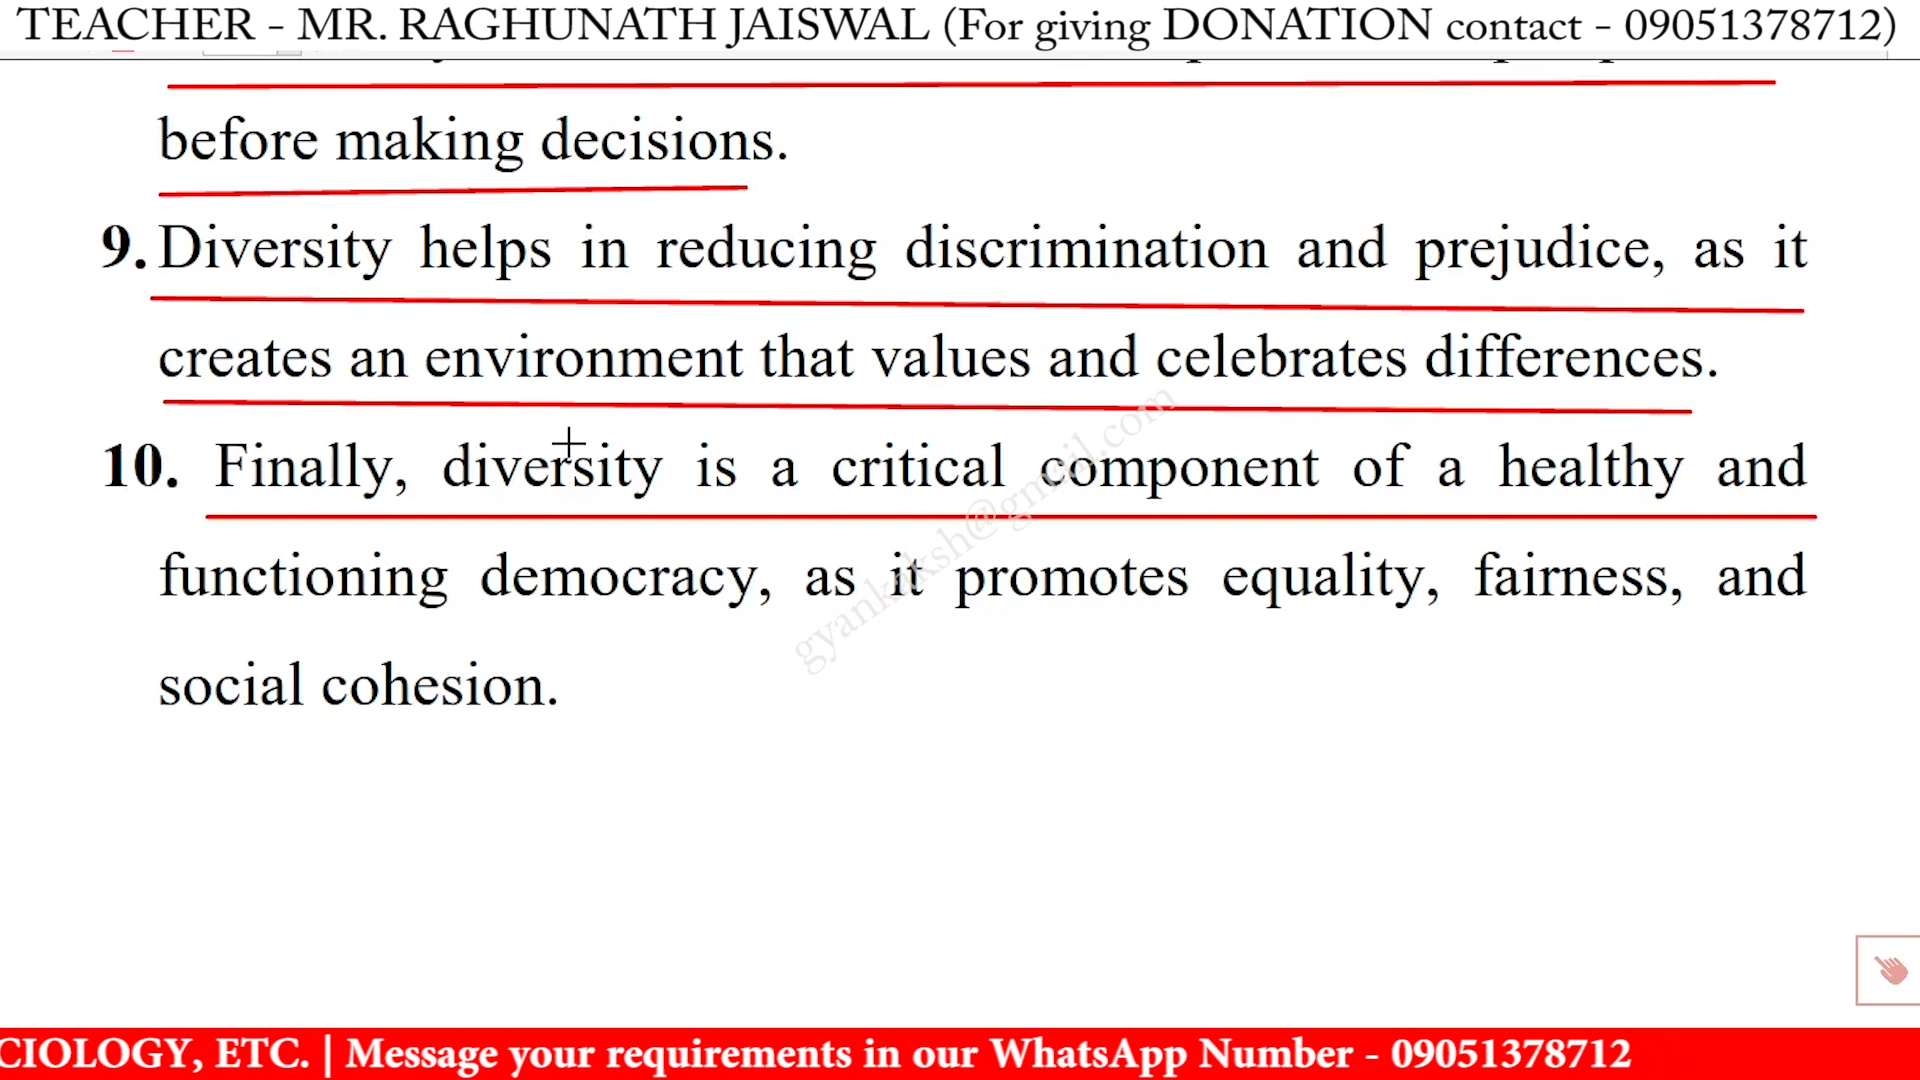 TEACHER - MR. RAGHUNATH JAISWAL (For giving DONATION contact - 09051378712)
before making decisions.
9. Diversity helps in reducing discrimination and prejudice, as it
creates an environment that values and celebrates differences.
10. Finally, diversity is a critical component of a healthy and
functioning democracy, as it promotes equality, fairness, and
social cohesion.
gyankaksh@gmail.com
CIOLOGY, ETC. | Message your requirements in our WhatsApp Number - 09051378712